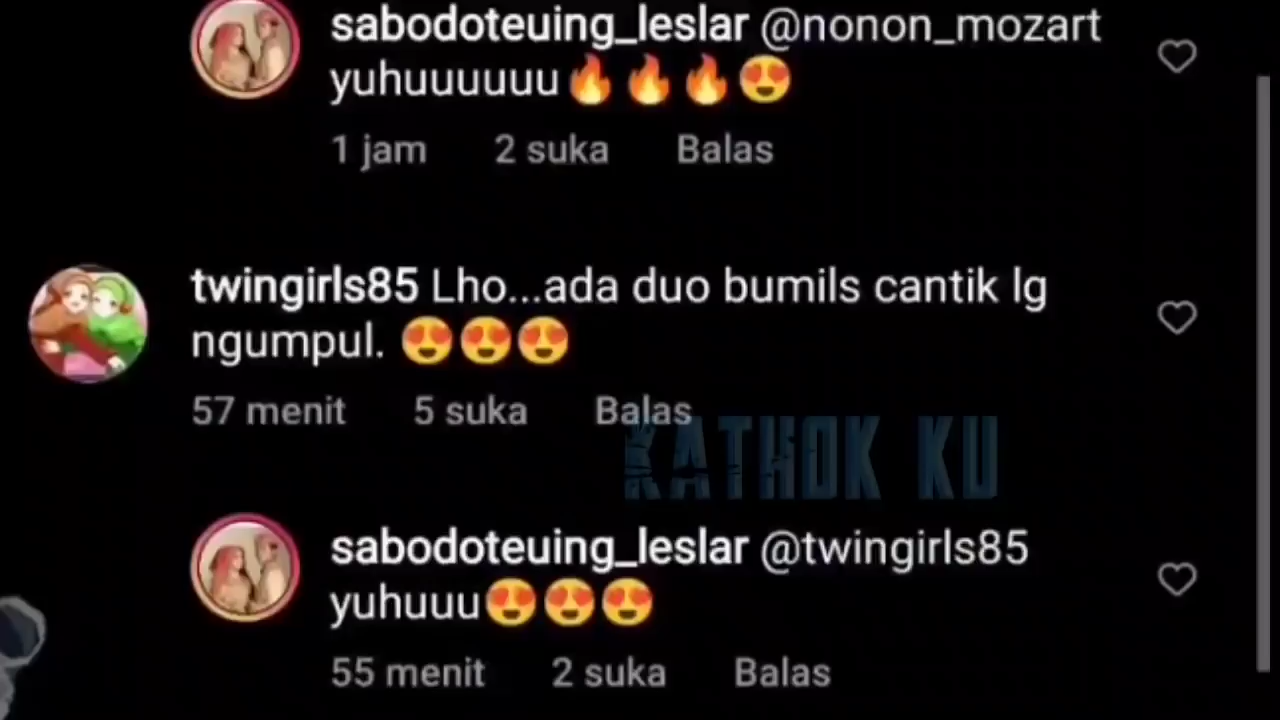 sabodoteuing_leslar @nonon_mozart
yuhuuuuuu🔥🔥🔥😍
1 jam 2 suka Balas
twingirls85 Lho...ada duo bumils cantik lg
ngumpul. 😍😍😍
57 menit 5 suka Balas
KATHOK KU
sabodoteuing_leslar @twingirls85
yuhuuu😍😍😍
55 menit 2 suka Balas